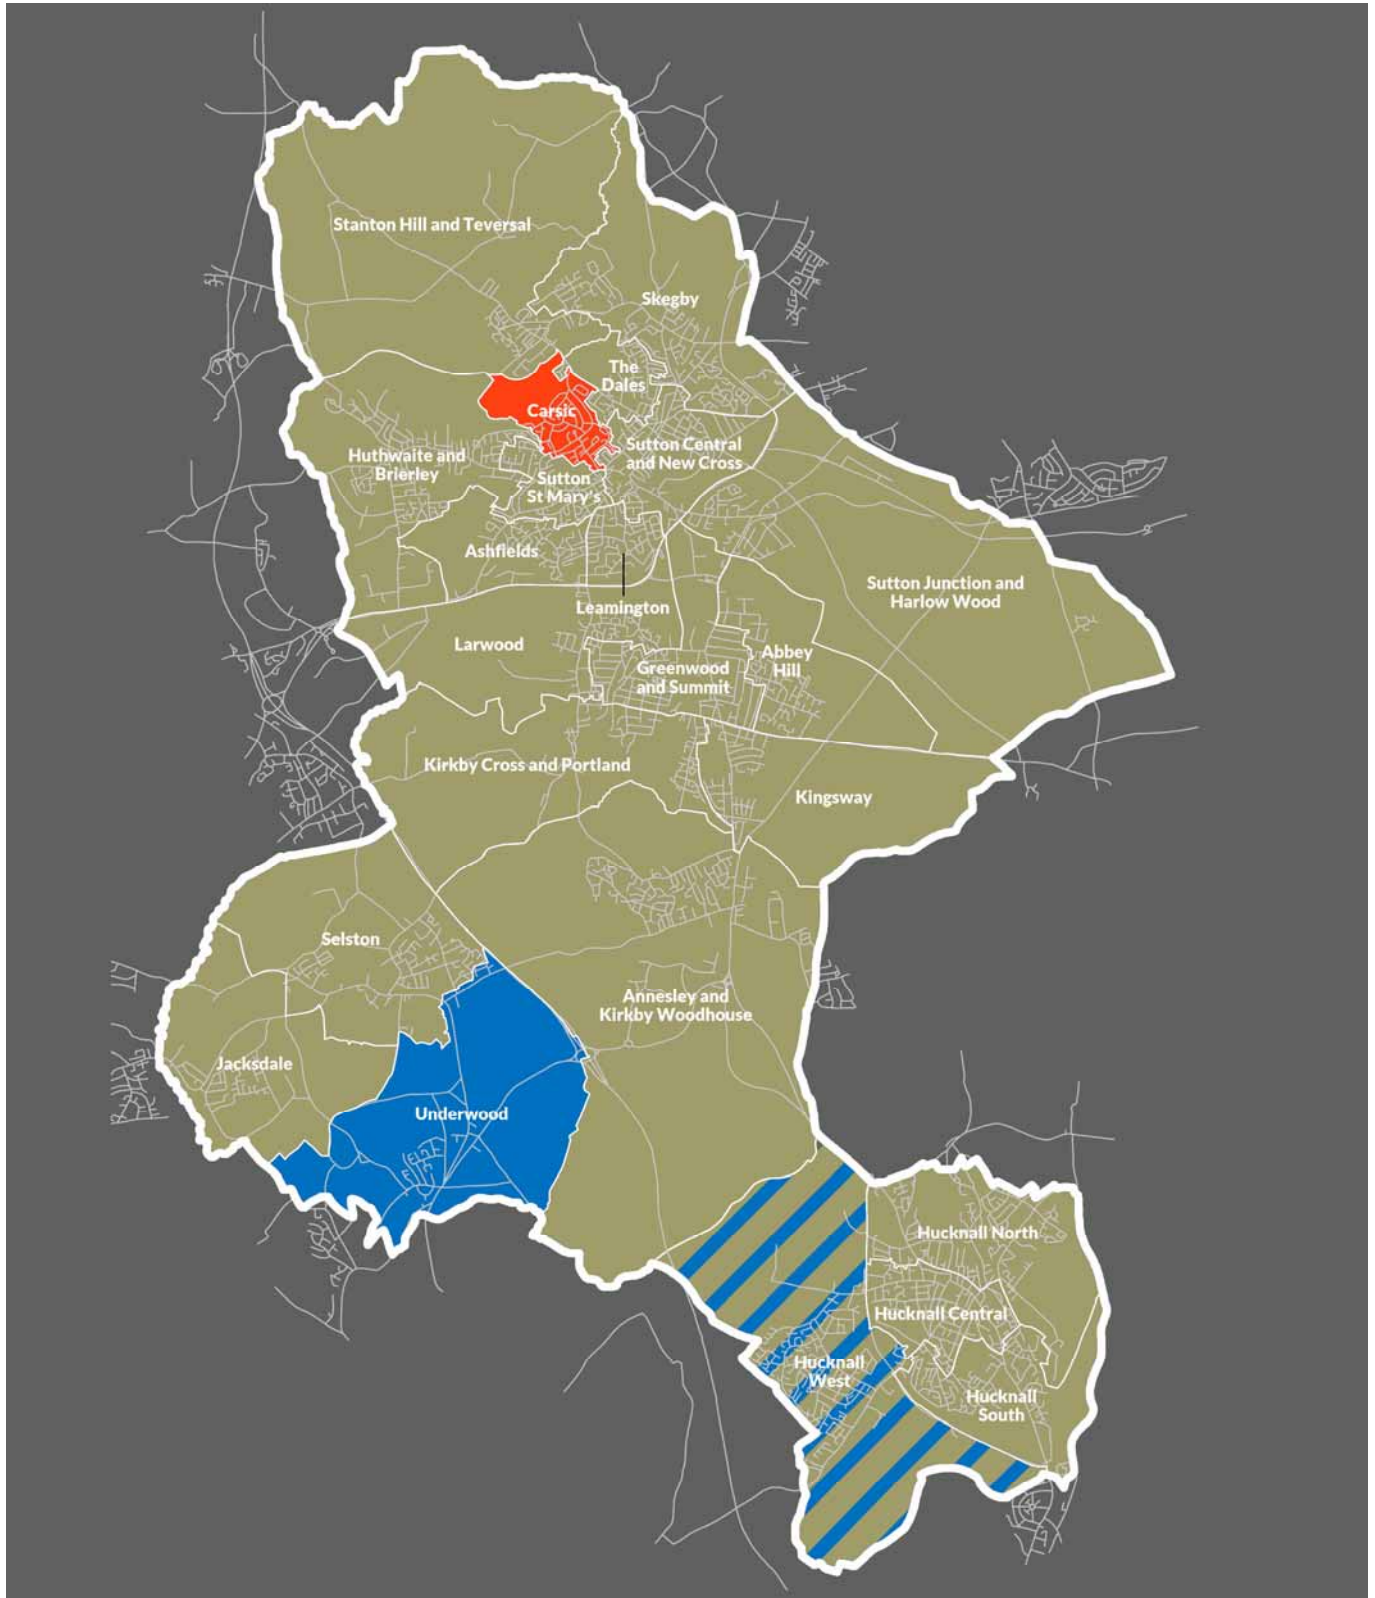 Stanton Hill and Teversal
Skegby
The
Dales
Carsic
Sutton Central
and New Cross
Huthwaite and
Brierley
Sutton
St Mary's
Ashfields
Sutton Junction and
Harlow Wood
Leamington
Larwood
Abbey
Hill
Greenwood
and Summit
Kirkby Cross and Portland
Kingsway
Selston
Annesley and
Kirkby Woodhouse
Jacksdale
Underwood
Hucknall North
Hucknall Central
Hucknall
West
Hucknall
South